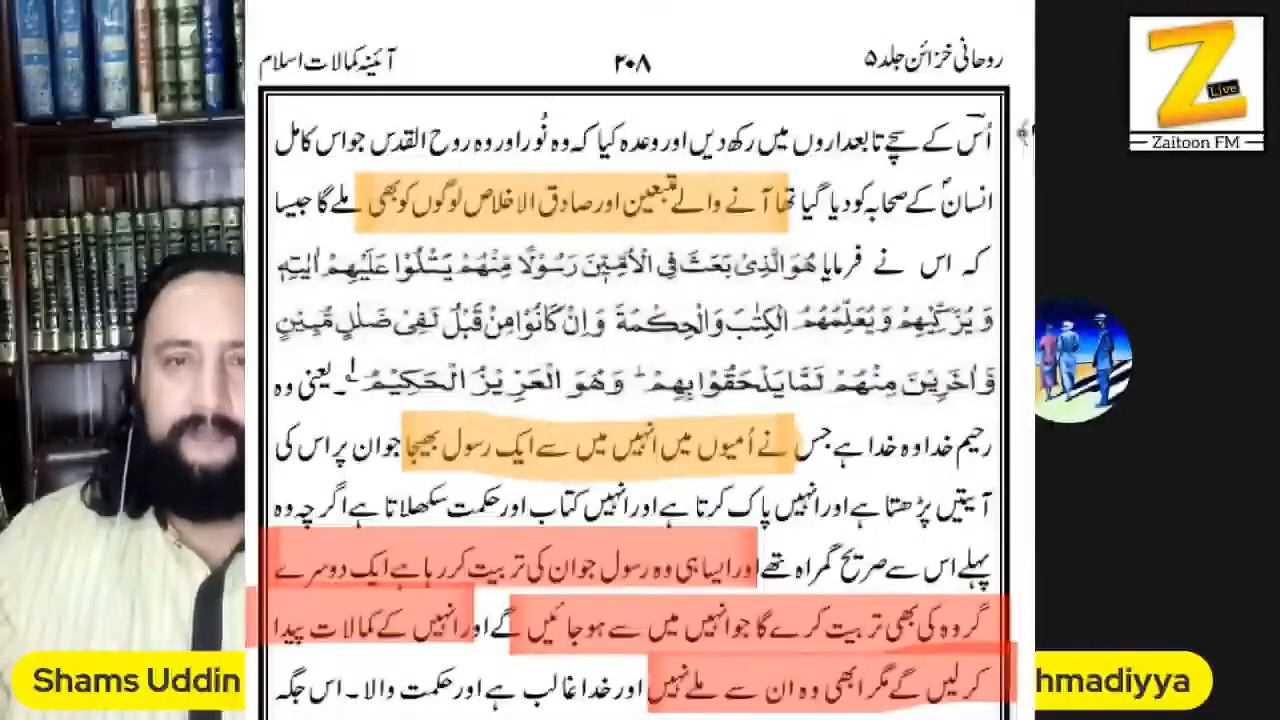 روحانی خزائن جلد ۵
۲۰۸
آئینہ کمالات اسلام
اُس کے سچے تابعداروں میں رکھ دیں اور وعدہ کیا کہ وہ نُور اور وہ روح القدس جو اس کامل
انسانؐ کے صحابہ کو دیا گیا تھا آنے والے متبعین اور صادق الاخلاص لوگوں کو بھی ملے گا جیسا
کہ اس نے فرمایا هُوَ الَّذِیْ بَعَثَ فِی الْاُمِّیّٖنَ رَسُوْلًا مِّنْهُمْ یَتْلُوْا عَلَیْهِمْ اٰیٰتِهٖ
وَ یُزَكِّیْهِمْ وَ یُعَلِّمُهُمُ الْكِتٰبَ وَالْحِكْمَةَ وَ اِنْ كَانُوْا مِنْ قَبْلُ لَفِیْ ضَلٰلٍ مُّبِیْنٍ
وَّ اٰخَرِیْنَ مِنْهُمْ لَمَّا یَلْحَقُوْا بِهِمْ ؕ وَ هُوَ الْعَزِیْزُ الْحَكِیْمُ ۱؎۔ یعنی وہ
رحیم خدا وہ خدا ہے جس نے اُمیوں میں انہیں میں سے ایک رسول بھیجا جو ان پر اس کی
آیتیں پڑھتا ہے اور انہیں پاک کرتا ہے اور انہیں کتاب اور حکمت سکھلاتا ہے اگرچہ وہ
پہلے اس سے صریح گمراہ تھے اور ایسا ہی وہ رسول جو ان کی تربیت کر رہا ہے ایک دوسرے
گروہ کی بھی تربیت کرے گا جو انہیں میں سے ہو جائیں گے اور انہیں کے کمالات پیدا
کر لیں گے مگر ابھی وہ ان سے ملے نہیں اور خدا غالب ہے اور حکمت والا۔ اس جگہ
Z
Live
Zaitoon FM
Shams Uddin
hmadiyya